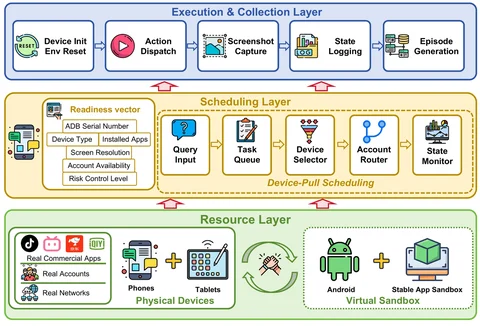 Execution & Collection Layer
RESET
Device Init
Env Reset
Action
Dispatch
Screenshot
Capture
State
Logging
Episode
Generation
Scheduling Layer
Readiness vector
ADB Serial Number
Device Type
Installed Apps
Screen Resolution
Account Availability
Risk Control Level
Query
Input
Task
Queue
Device
Selector
Account
Router
State
Monitor
Device-Pull Scheduling
Resource Layer
Real Commercial Apps
Real Accounts
Real Networks
Phones
Tablets
Physical Devices
Android
Stable App Sandbox
Virtual Sandbox